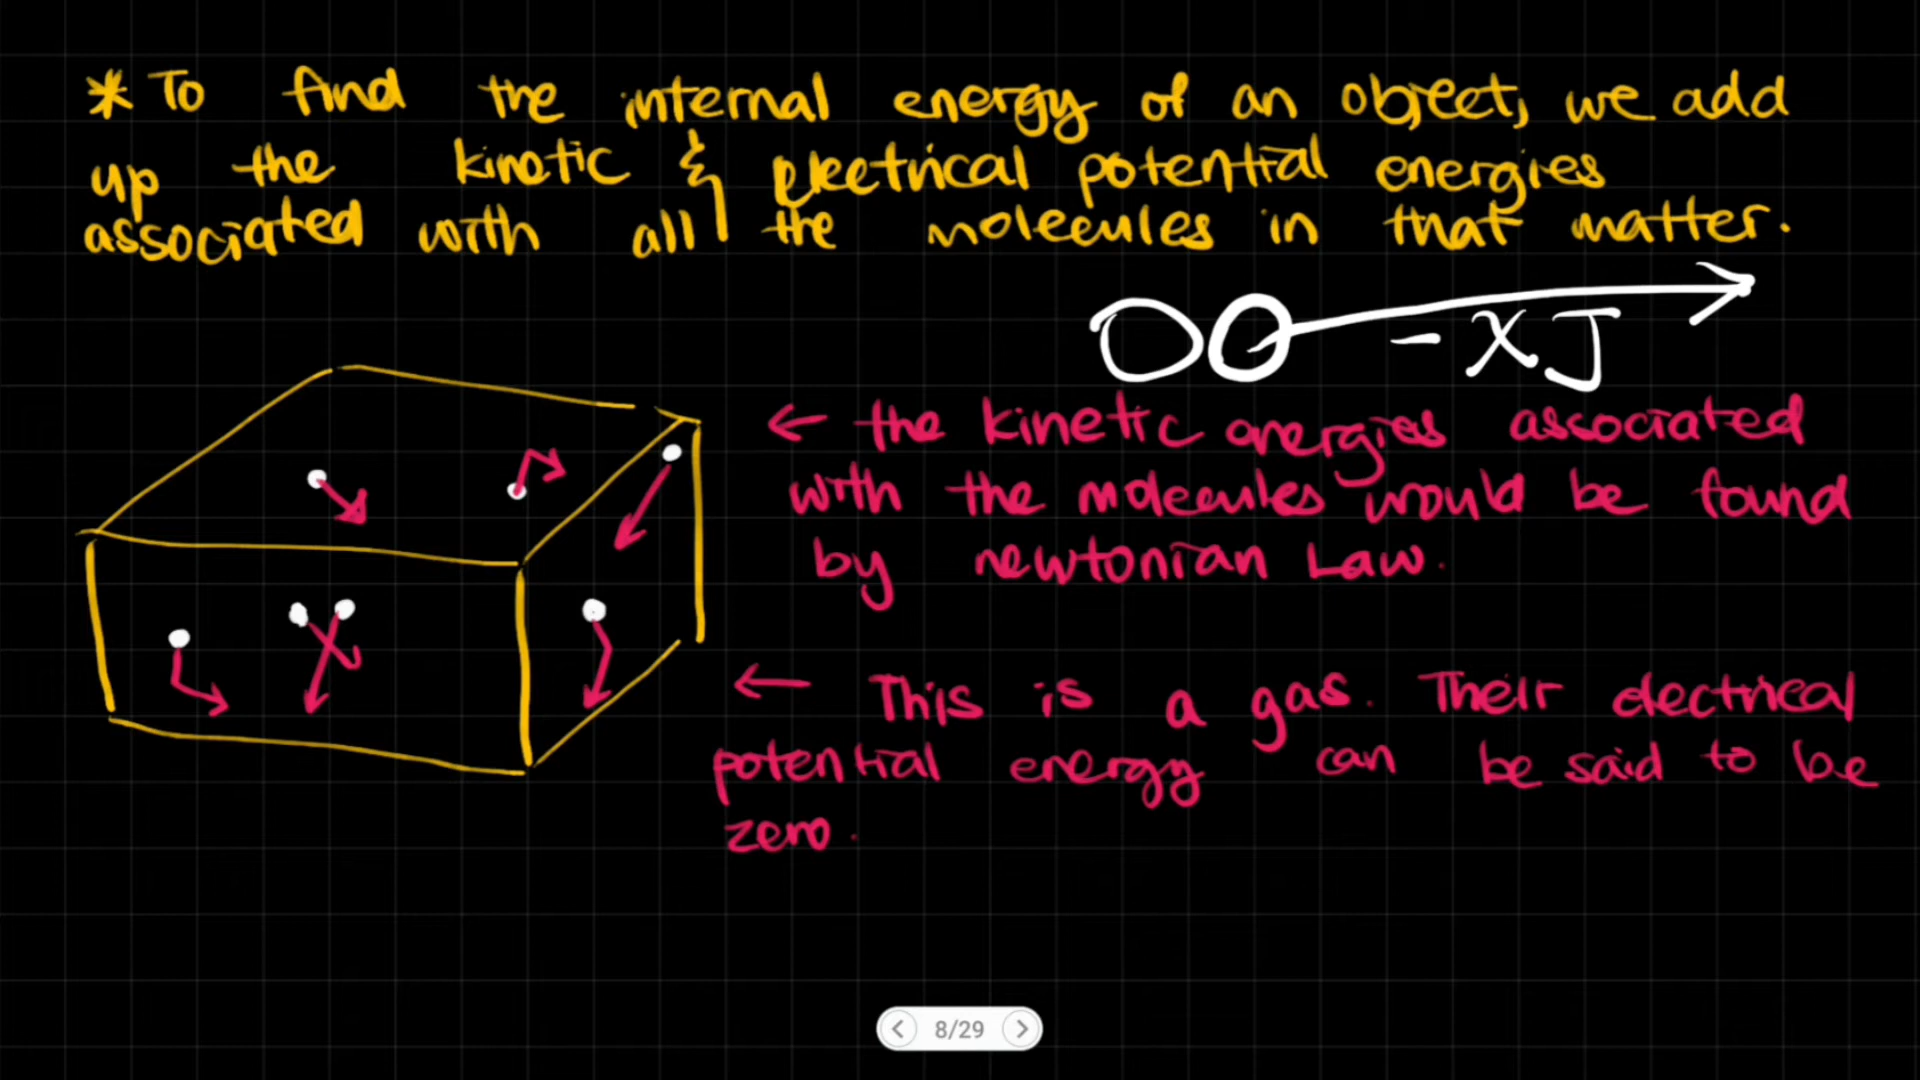 * To find the internal energy of an object, we add
up the kinetic & electrical potential energies
associated with all the molecules in that matter.
- X J
← the kinetic energies associated
with the molecules would be found
by newtonian Law.
← This is a gas. Their electrical
potential energy can be said to be
zero.
8/29